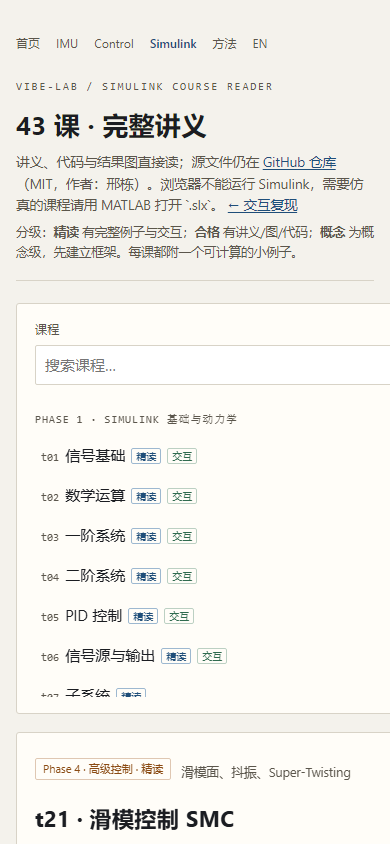 首页 IMU Control Simulink 方法 EN
VIBE-LAB / SIMULINK COURSE READER
43 课 · 完整讲义
讲义、代码与结果图直接读；源文件仍在 GitHub 仓库
（MIT，作者：邢栋）。浏览器不能运行 Simulink，需要仿
真的课程请用 MATLAB 打开 `.slx`。 ← 交互复现
分级：精读 有完整例子与交互；合格 有讲义/图/代码；概念 为概
念级，先建立框架。每课都附一个可计算的小例子。
课程
搜索课程...
PHASE 1 · SIMULINK 基础与动力学
t01 信号基础 精读 交互
t02 数学运算 精读 交互
t03 一阶系统 精读 交互
t04 二阶系统 精读 交互
t05 PID 控制 精读 交互
t06 信号源与输出 精读 交互
t07 子系统 精读
Phase 4 · 高级控制 · 精读 滑模面、抖振、Super-Twisting
t21 · 滑模控制 SMC